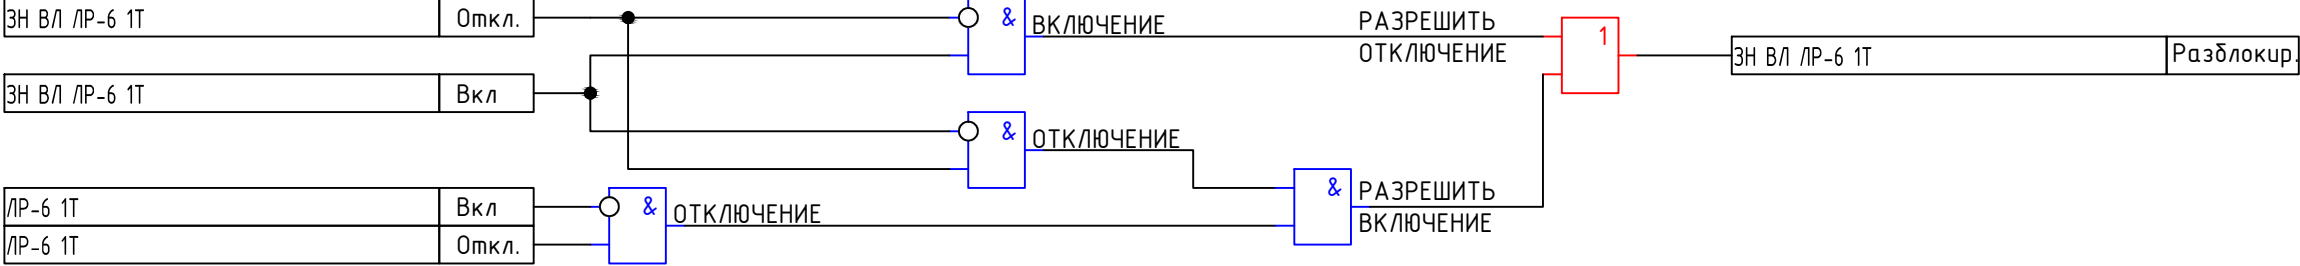 ЗН ВЛ ЛР-6 1Т Откл.
& ВКЛЮЧЕНИЕ
РАЗРЕШИТЬ
ОТКЛЮЧЕНИЕ
1
ЗН ВЛ ЛР-6 1Т Разблокир.
ЗН ВЛ ЛР-6 1Т Вкл
& ОТКЛЮЧЕНИЕ
ЛР-6 1Т Вкл
& ОТКЛЮЧЕНИЕ
ЛР-6 1Т Откл.
& РАЗРЕШИТЬ
ВКЛЮЧЕНИЕ